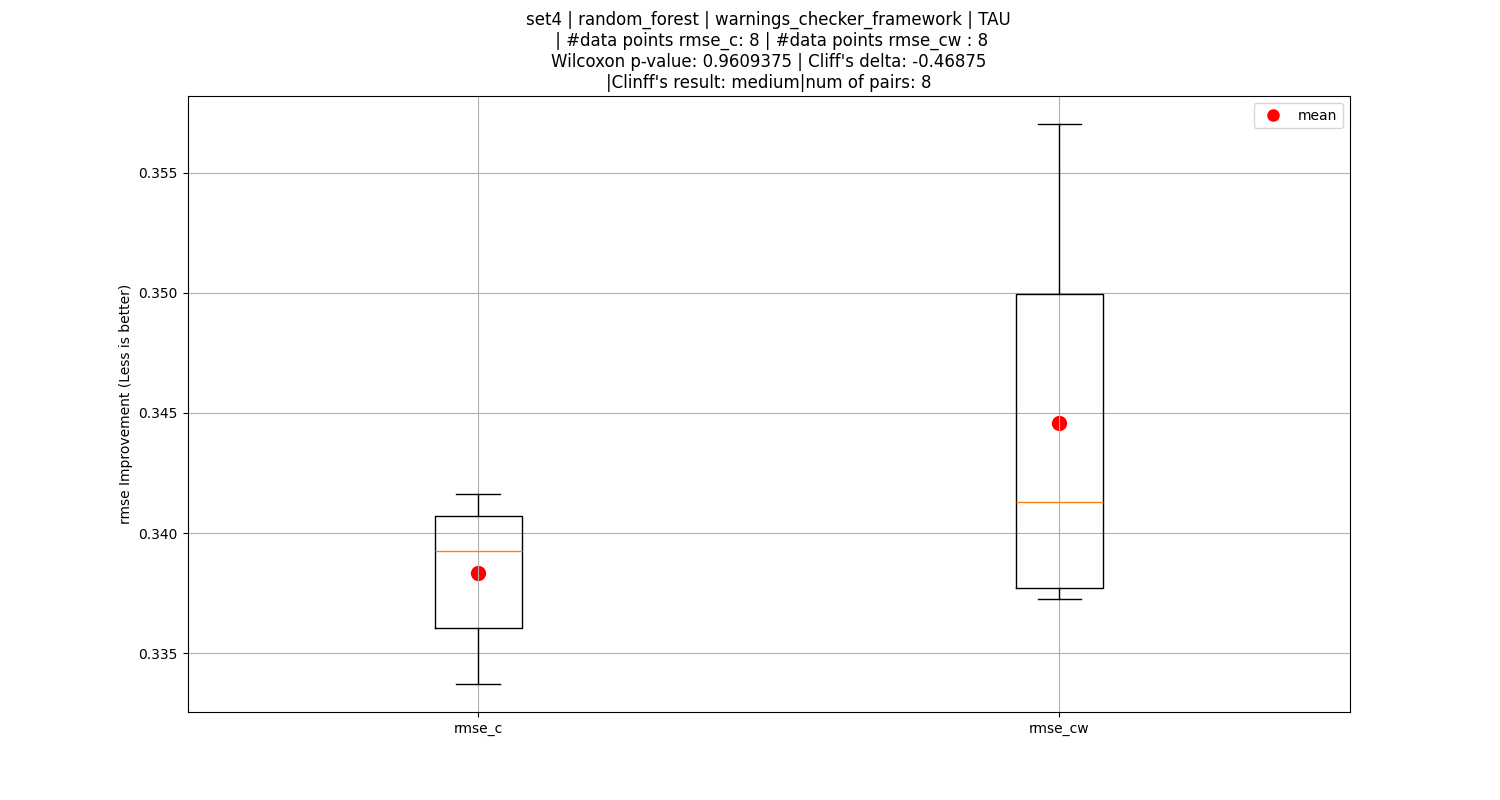 set4 | random_forest | warnings_checker_framework | TAU
| #data points rmse_c: 8 | #data points rmse_cw : 8
Wilcoxon p-value: 0.9609375 | Cliff's delta: -0.46875
|Clinff's result: medium|num of pairs: 8
mean
rmse Improvement (Less is better)
0.355
0.350
0.345
0.340
0.335
rmse_c
rmse_cw